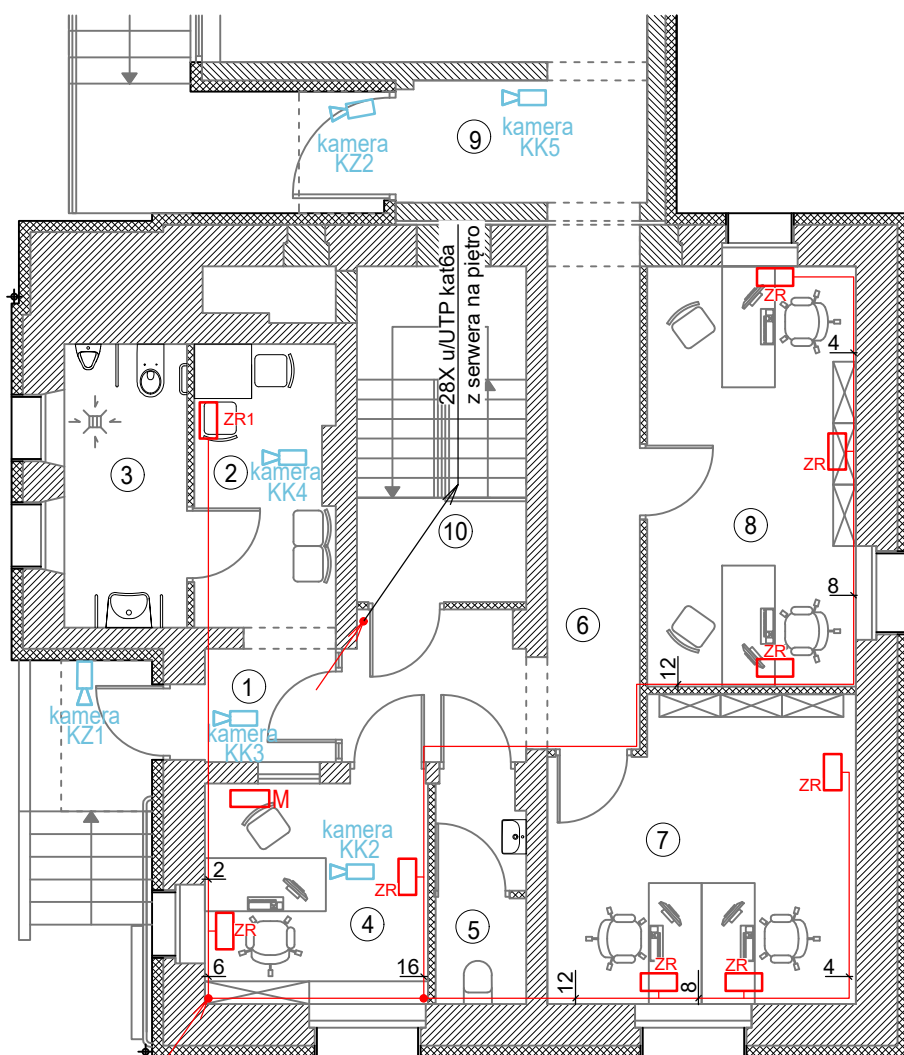 kamera
KZ2
9
kamera
KK5
28X u/UTP kat6a
z serwera na piętro
ZR
4
ZR1
3
2
kamera
KK4
10
ZR
8
8
6
ZR
12
1
kamera
KZ1
kamera
KK3
M
kamera
KK2
ZR
7
2
ZR
ZR
4
5
6
16
12
ZR
8
ZR
4